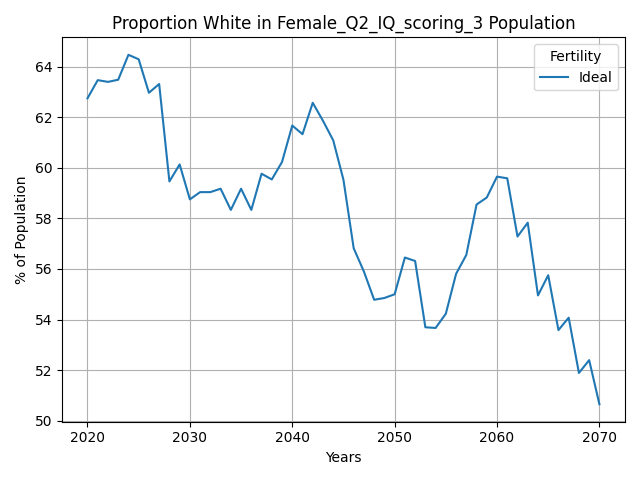 Proportion White in Female_Q2_IQ_scoring_3 Population
Fertility
Ideal
% of Population
64
62
60
58
56
54
52
50
2020
2030
2040
2050
2060
2070
Years